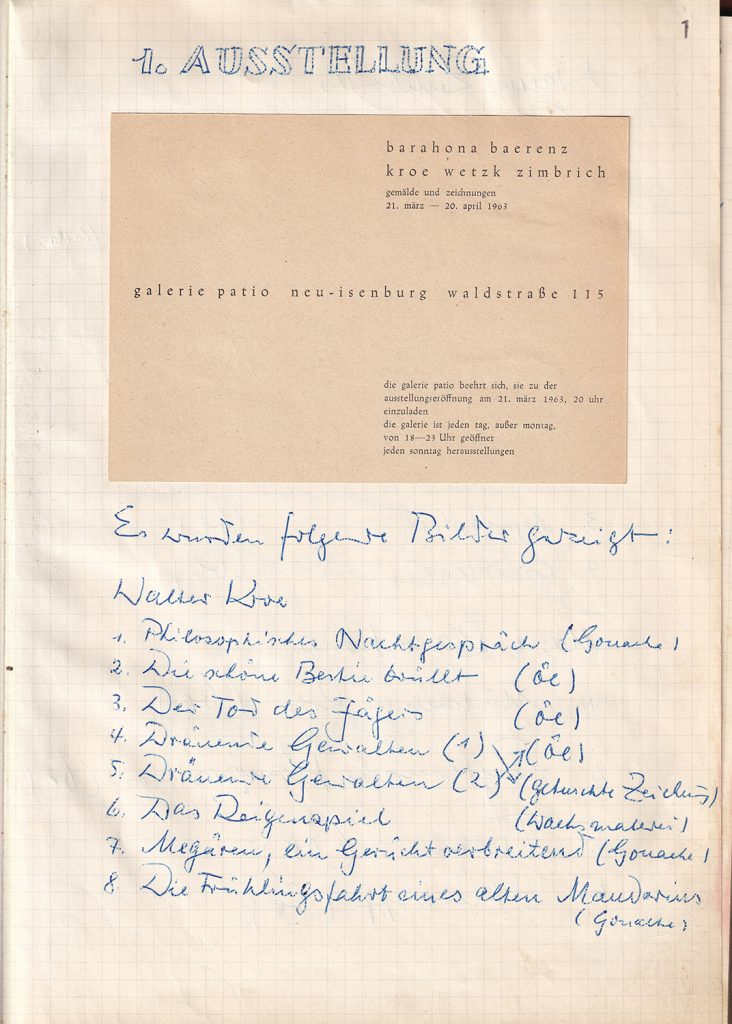 1
1. AUSSTELLUNG
barahona baerenz
kroe wetzk zimbrich
gemälde und zeichnungen
21. märz — 20. april 1963
galerie patio neu-isenburg waldstraße 115
die galerie patio beehrt sich, sie zu der
ausstellungseröffnung am 21. märz 1963, 20 uhr
einzuladen
die galerie ist jeden tag, außer montag,
von 18—23 Uhr geöffnet
jeden sonntag herausstellungen
Es wurden folgende Bilder gezeigt:
Walter Kroe
1. Philosophisches Nachtgespräch (Gouache)
2. Die schöne Bestie brüllt (Öl)
3. Der Tod des Jägers (Öl)
4. Dräuende Gewalten (1) (Öl)
5. Dräuende Gewalten (2) (getuschte Zeichnung)
6. Das Reigenspiel (Wachsmalerei)
7. Megären, ein Gerücht verbreitend (Gouache)
8 Die Frühlingsfahrt eines alten Mandarins
(Gouache)